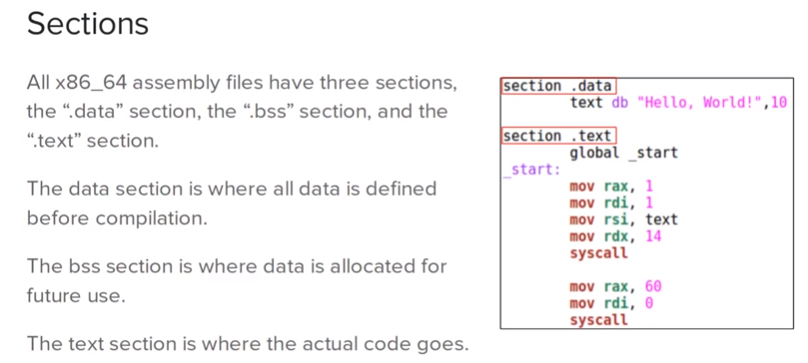 Sections
All x86_64 assembly files have three sections,
the “.data” section, the “.bss” section, and the
“.text” section.
The data section is where all data is defined
before compilation.
The bss section is where data is allocated for
future use.
The text section is where the actual code goes.
section .data
text db "Hello, World!",10
section .text
global _start
_start:
mov rax, 1
mov rdi, 1
mov rsi, text
mov rdx, 14
syscall
mov rax, 60
mov rdi, 0
syscall